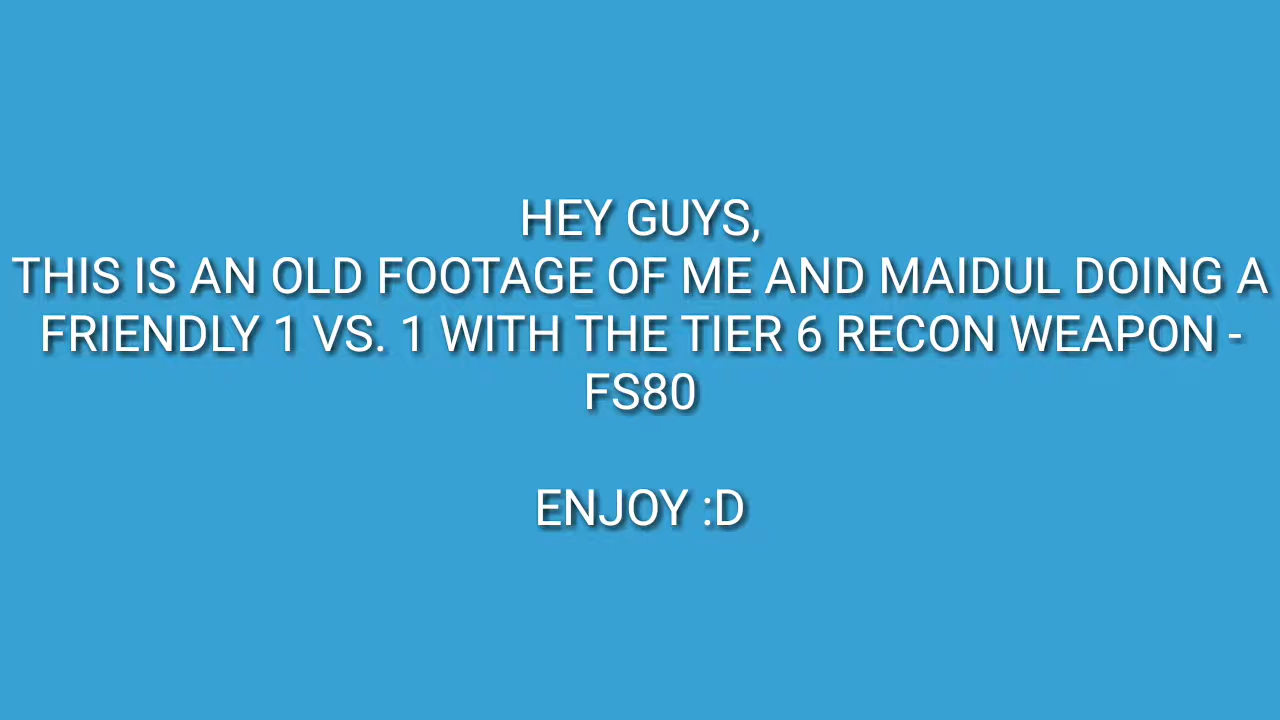 HEY GUYS,
THIS IS AN OLD FOOTAGE OF ME AND MAIDUL DOING A
FRIENDLY 1 VS. 1 WITH THE TIER 6 RECON WEAPON -
FS80
ENJOY :D